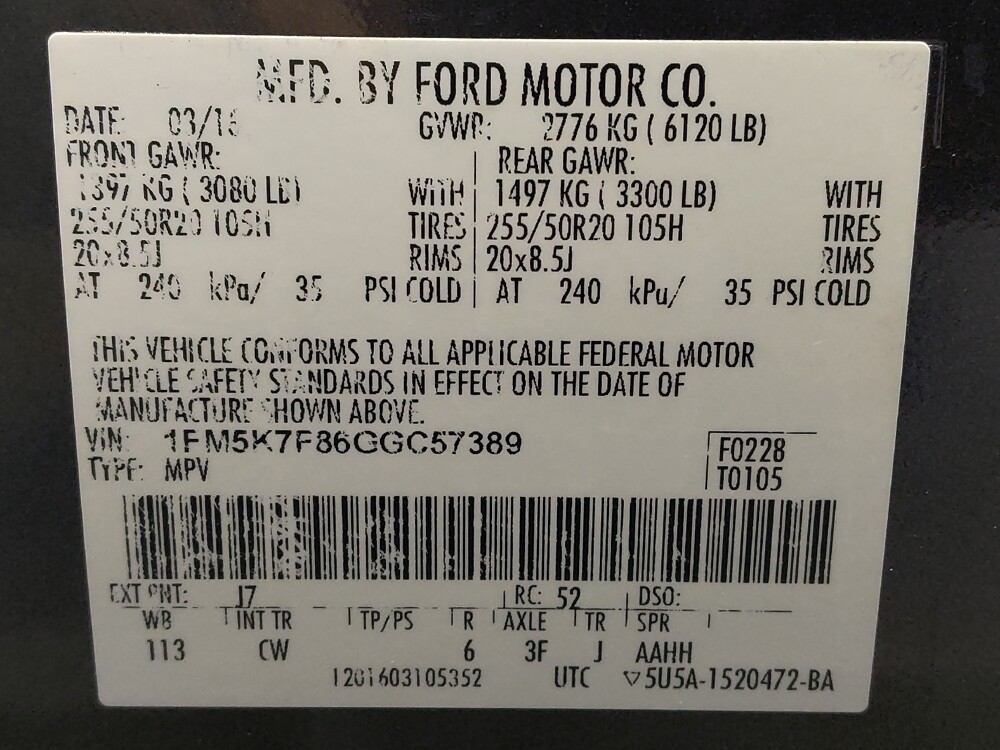 MFD. BY FORD MOTOR CO.
DATE: 03/16 GVWR: 2776 KG ( 6120 LB)
FRONT GAWR: REAR GAWR:
1397 KG ( 3080 LB) WITH 1497 KG ( 3300 LB) WITH
255/50R20 105H TIRES 255/50R20 105H TIRES
20x8.5J RIMS 20x8.5J RIMS
AT 240 kPa/ 35 PSI COLD AT 240 kPa/ 35 PSI COLD
THIS VEHICLE CONFORMS TO ALL APPLICABLE FEDERAL MOTOR
VEHICLE SAFETY STANDARDS IN EFFECT ON THE DATE OF
MANUFACTURE SHOWN ABOVE.
VIN: 1FM5K7F86GGC57389 F0228
TYPE: MPV T0105
EXT PNT: J7 RC: 52 DSO:
WB INT TR TP/PS R AXLE TR SPR
113 CW 6 3F J AAHH
1201603105352 UTC ▽5U5A-1520472-BA